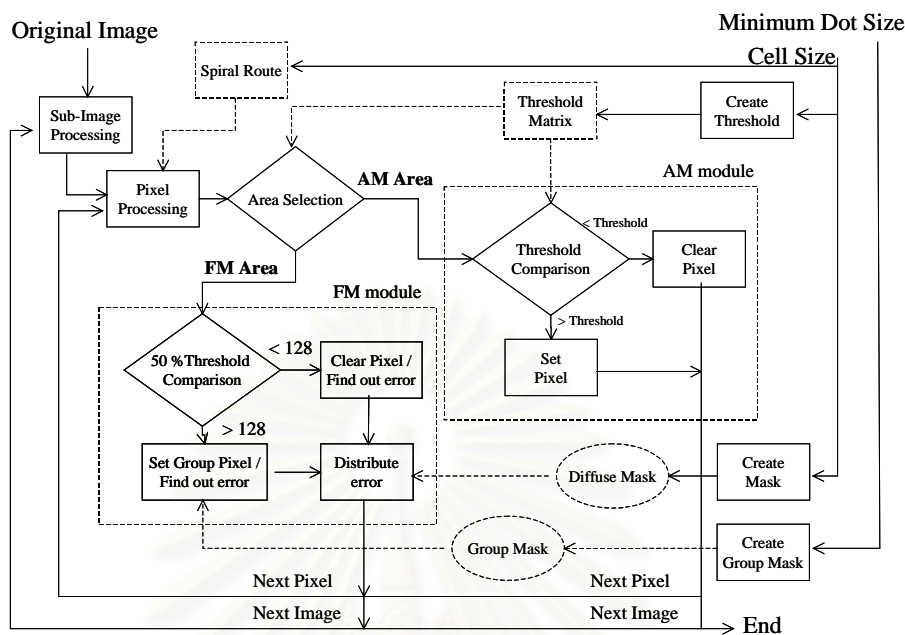 Original Image
Minimum Dot Size
Cell Size
Spiral Route
Sub-Image
Processing
Threshold
Matrix
Create
Threshold
Pixel
Processing
Area Selection
AM Area
AM module
< Threshold
Threshold
Comparison
Clear
Pixel
FM Area
FM module
> Threshold
Set
Pixel
50 %Threshold
Comparison
< 128
Clear Pixel /
Find out error
> 128
Set Group Pixel /
Find out error
Distribute
error
Diffuse Mask
Create
Mask
Group Mask
Create
Group Mask
Next Pixel
Next Pixel
Next Image
Next Image
End